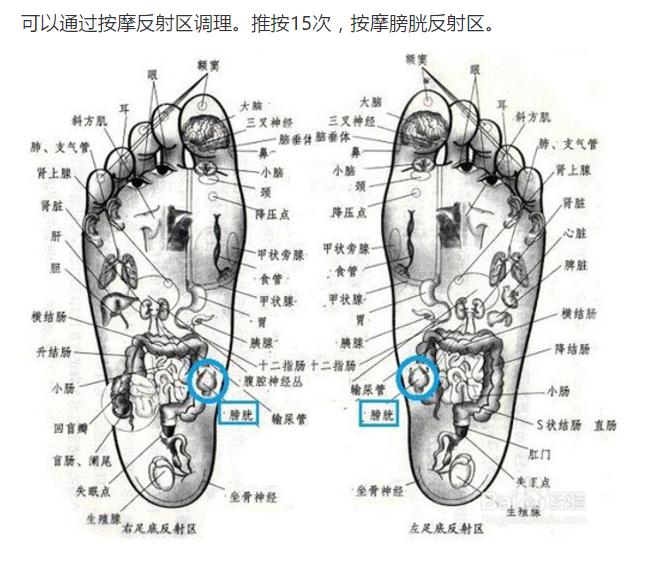 可以通过按摩反射区调理。推按15次，按摩膀胱反射区。
额窦
眼
耳
斜方肌
肺、支气管
肾上腺
肾脏
肝
胆
横结肠
升结肠
小肠
回盲瓣
盲肠、阑尾
失眠点
生殖腺
大脑
三叉神经
脑垂体
鼻
小脑
颈
降压点
甲状旁腺
食管
甲状腺
胃
胰腺
十二指肠
腹腔神经丛
膀胱
输尿管
坐骨神经
右足底反射区
额窦
眼
耳
斜方肌
肺、支气管
肾上腺
肾脏
心脏
脾脏
横结肠
降结肠
小肠
S状结肠 直肠
肛门
生殖腺
大脑
三叉神经
脑垂体
鼻
小脑
颈
降压点
甲状旁腺
食管
甲状腺
胃
胰腺
十二指肠
输尿管
膀胱
坐骨神经
左足底反射区